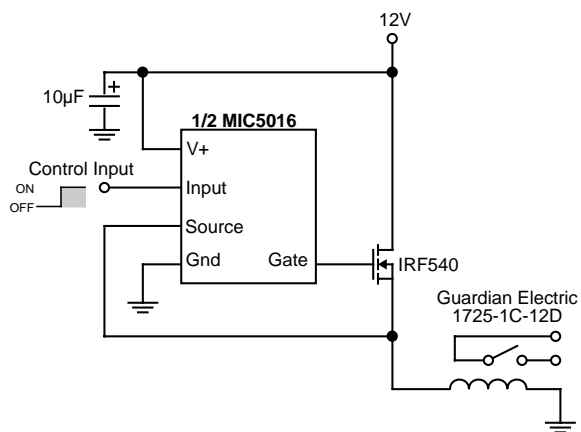 12V
10µF
+
1/2 MIC5016
V+
Control Input
ON
OFF
Input
Source
Gnd
Gate
IRF540
Guardian Electric
1725-1C-12D